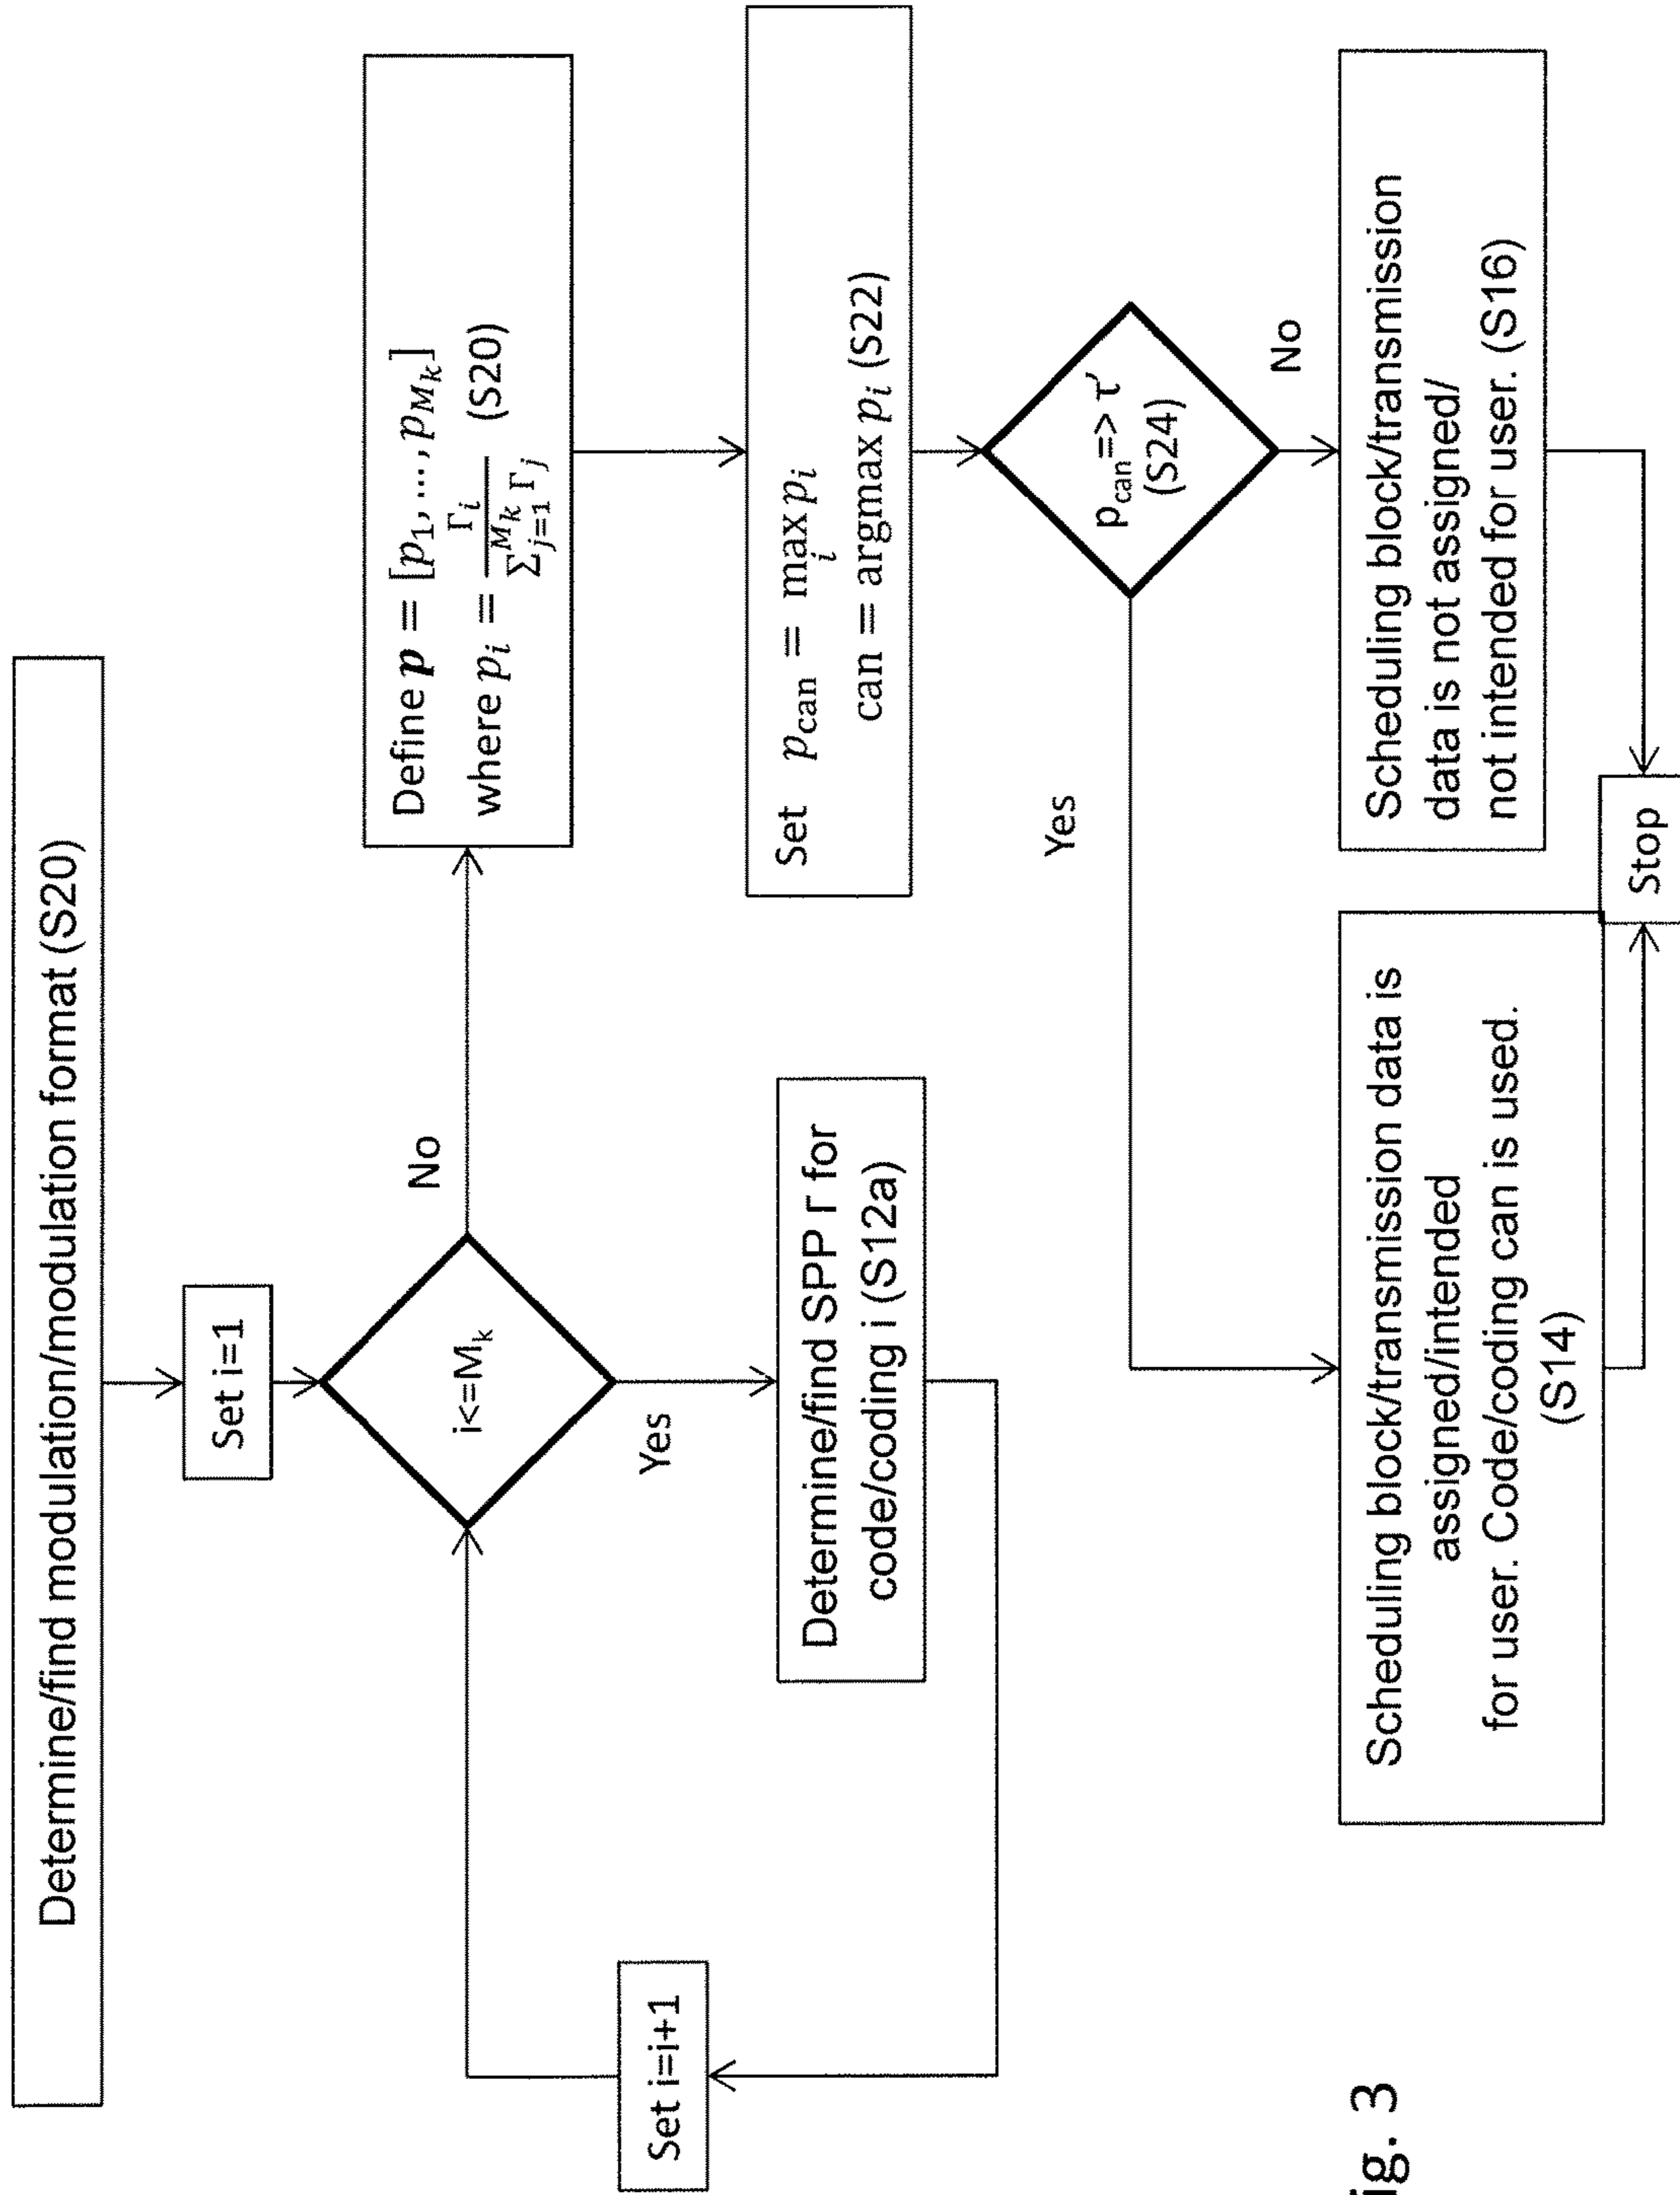 Determine/find modulation/modulation format (S20)
Set i=1
i<=M_k
No
Yes
Determine/find SPP Γ for
code/coding i (S12a)
Set i=i+1
Define p = [p_1, ..., p_{M_k}]
where p_i = \frac{Γ_i}{Σ_{j=1}^{M_k} Γ_j} (S20)
Set p_can = max_i p_i
can = argmax p_i (S22)
p_can => τ'
(S24)
Yes
No
Scheduling block/transmission data is
assigned/intended
for user. Code/coding can is used.
(S14)
Scheduling block/transmission
data is not assigned/
not intended for user. (S16)
Stop
ig. 3